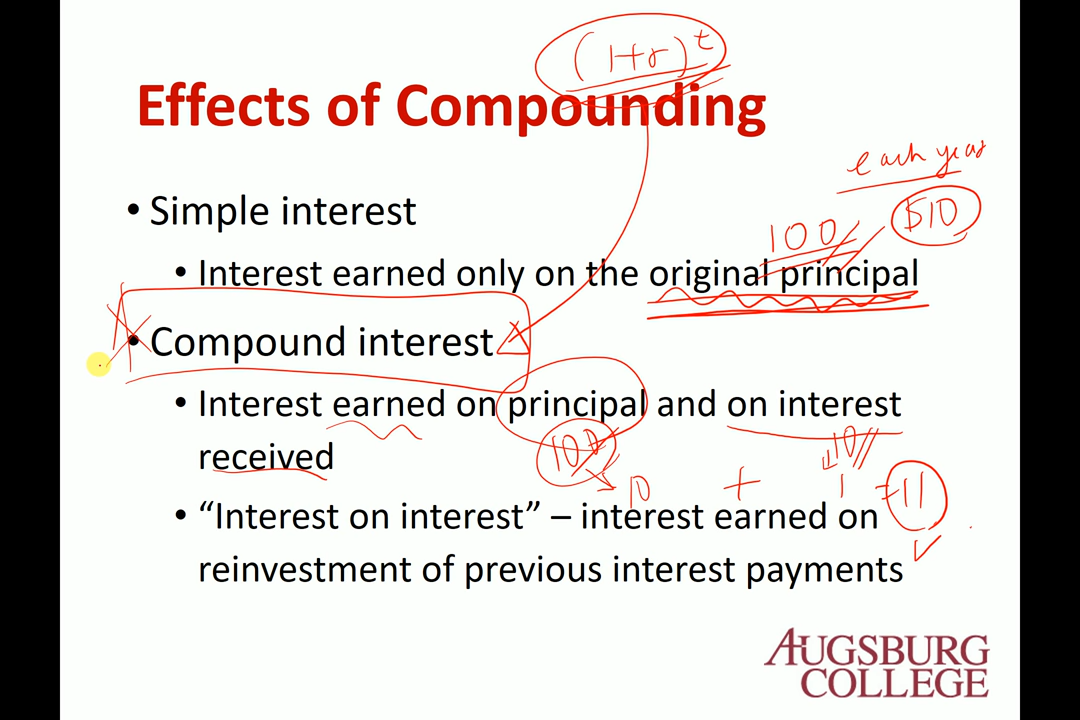 (1+r)^t
Effects of Compounding
each year
• Simple interest
100 $10
• Interest earned only on the original principal
• Compound interest
• Interest earned on principal and on interest
received
100 10
10 + 1 = 11
• “Interest on interest” – interest earned on
reinvestment of previous interest payments
AUGSBURG
COLLEGE